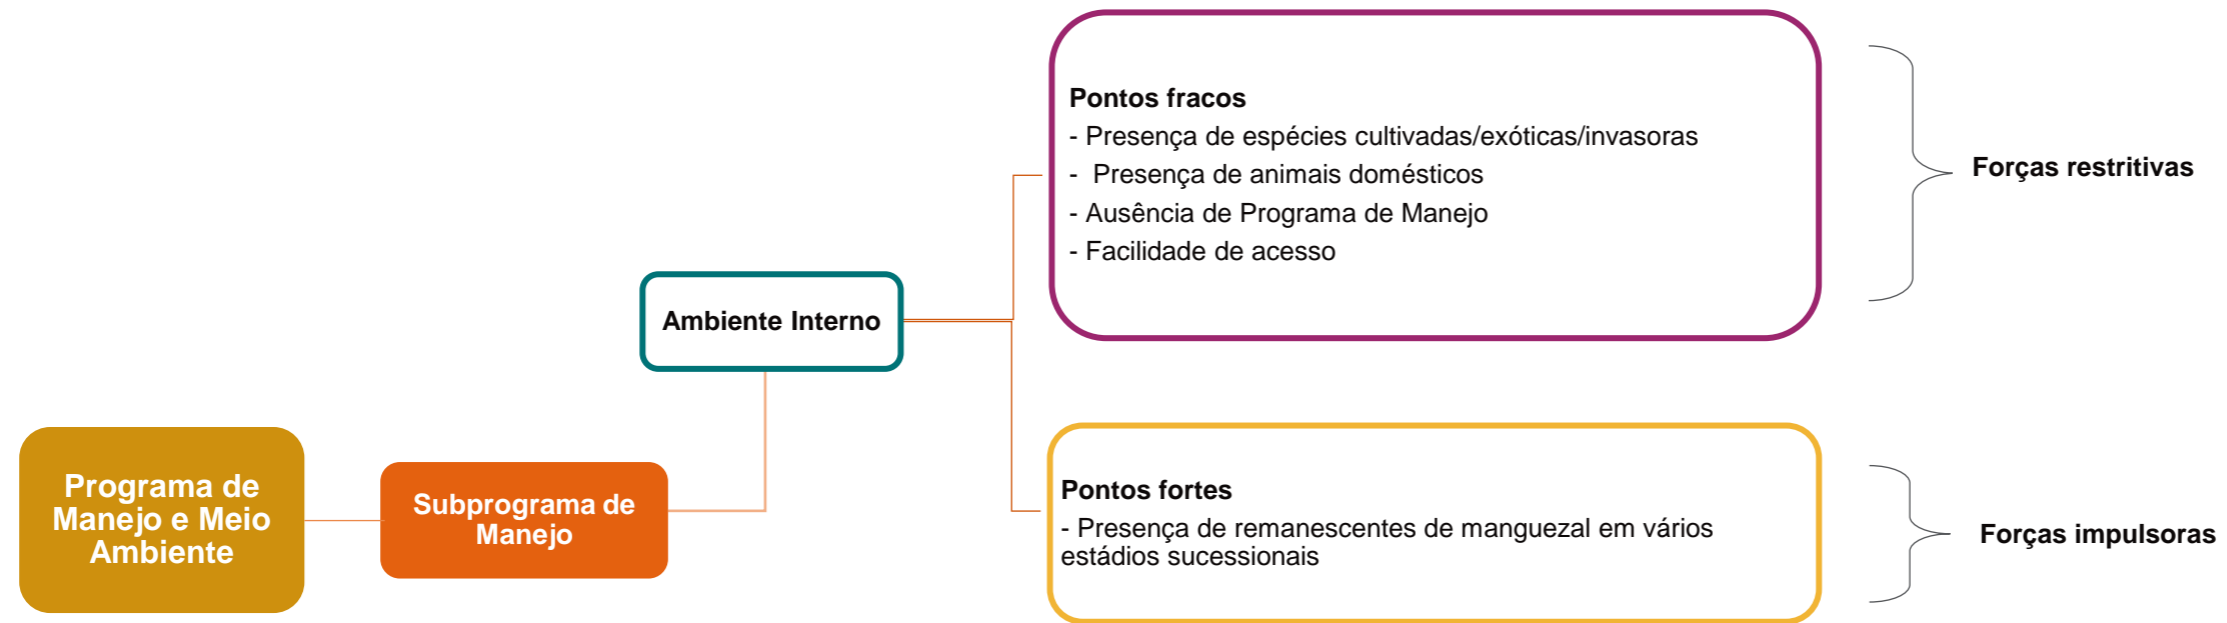 Programa de
Manejo e Meio
Ambiente
Subprograma de
Manejo
Ambiente Interno
Pontos fracos
- Presença de espécies cultivadas/exóticas/invasoras
-  Presença de animais domésticos
- Ausência de Programa de Manejo
- Facilidade de acesso
Forças restritivas
Pontos fortes
- Presença de remanescentes de manguezal em vários
estádios sucessionais
Forças impulsoras